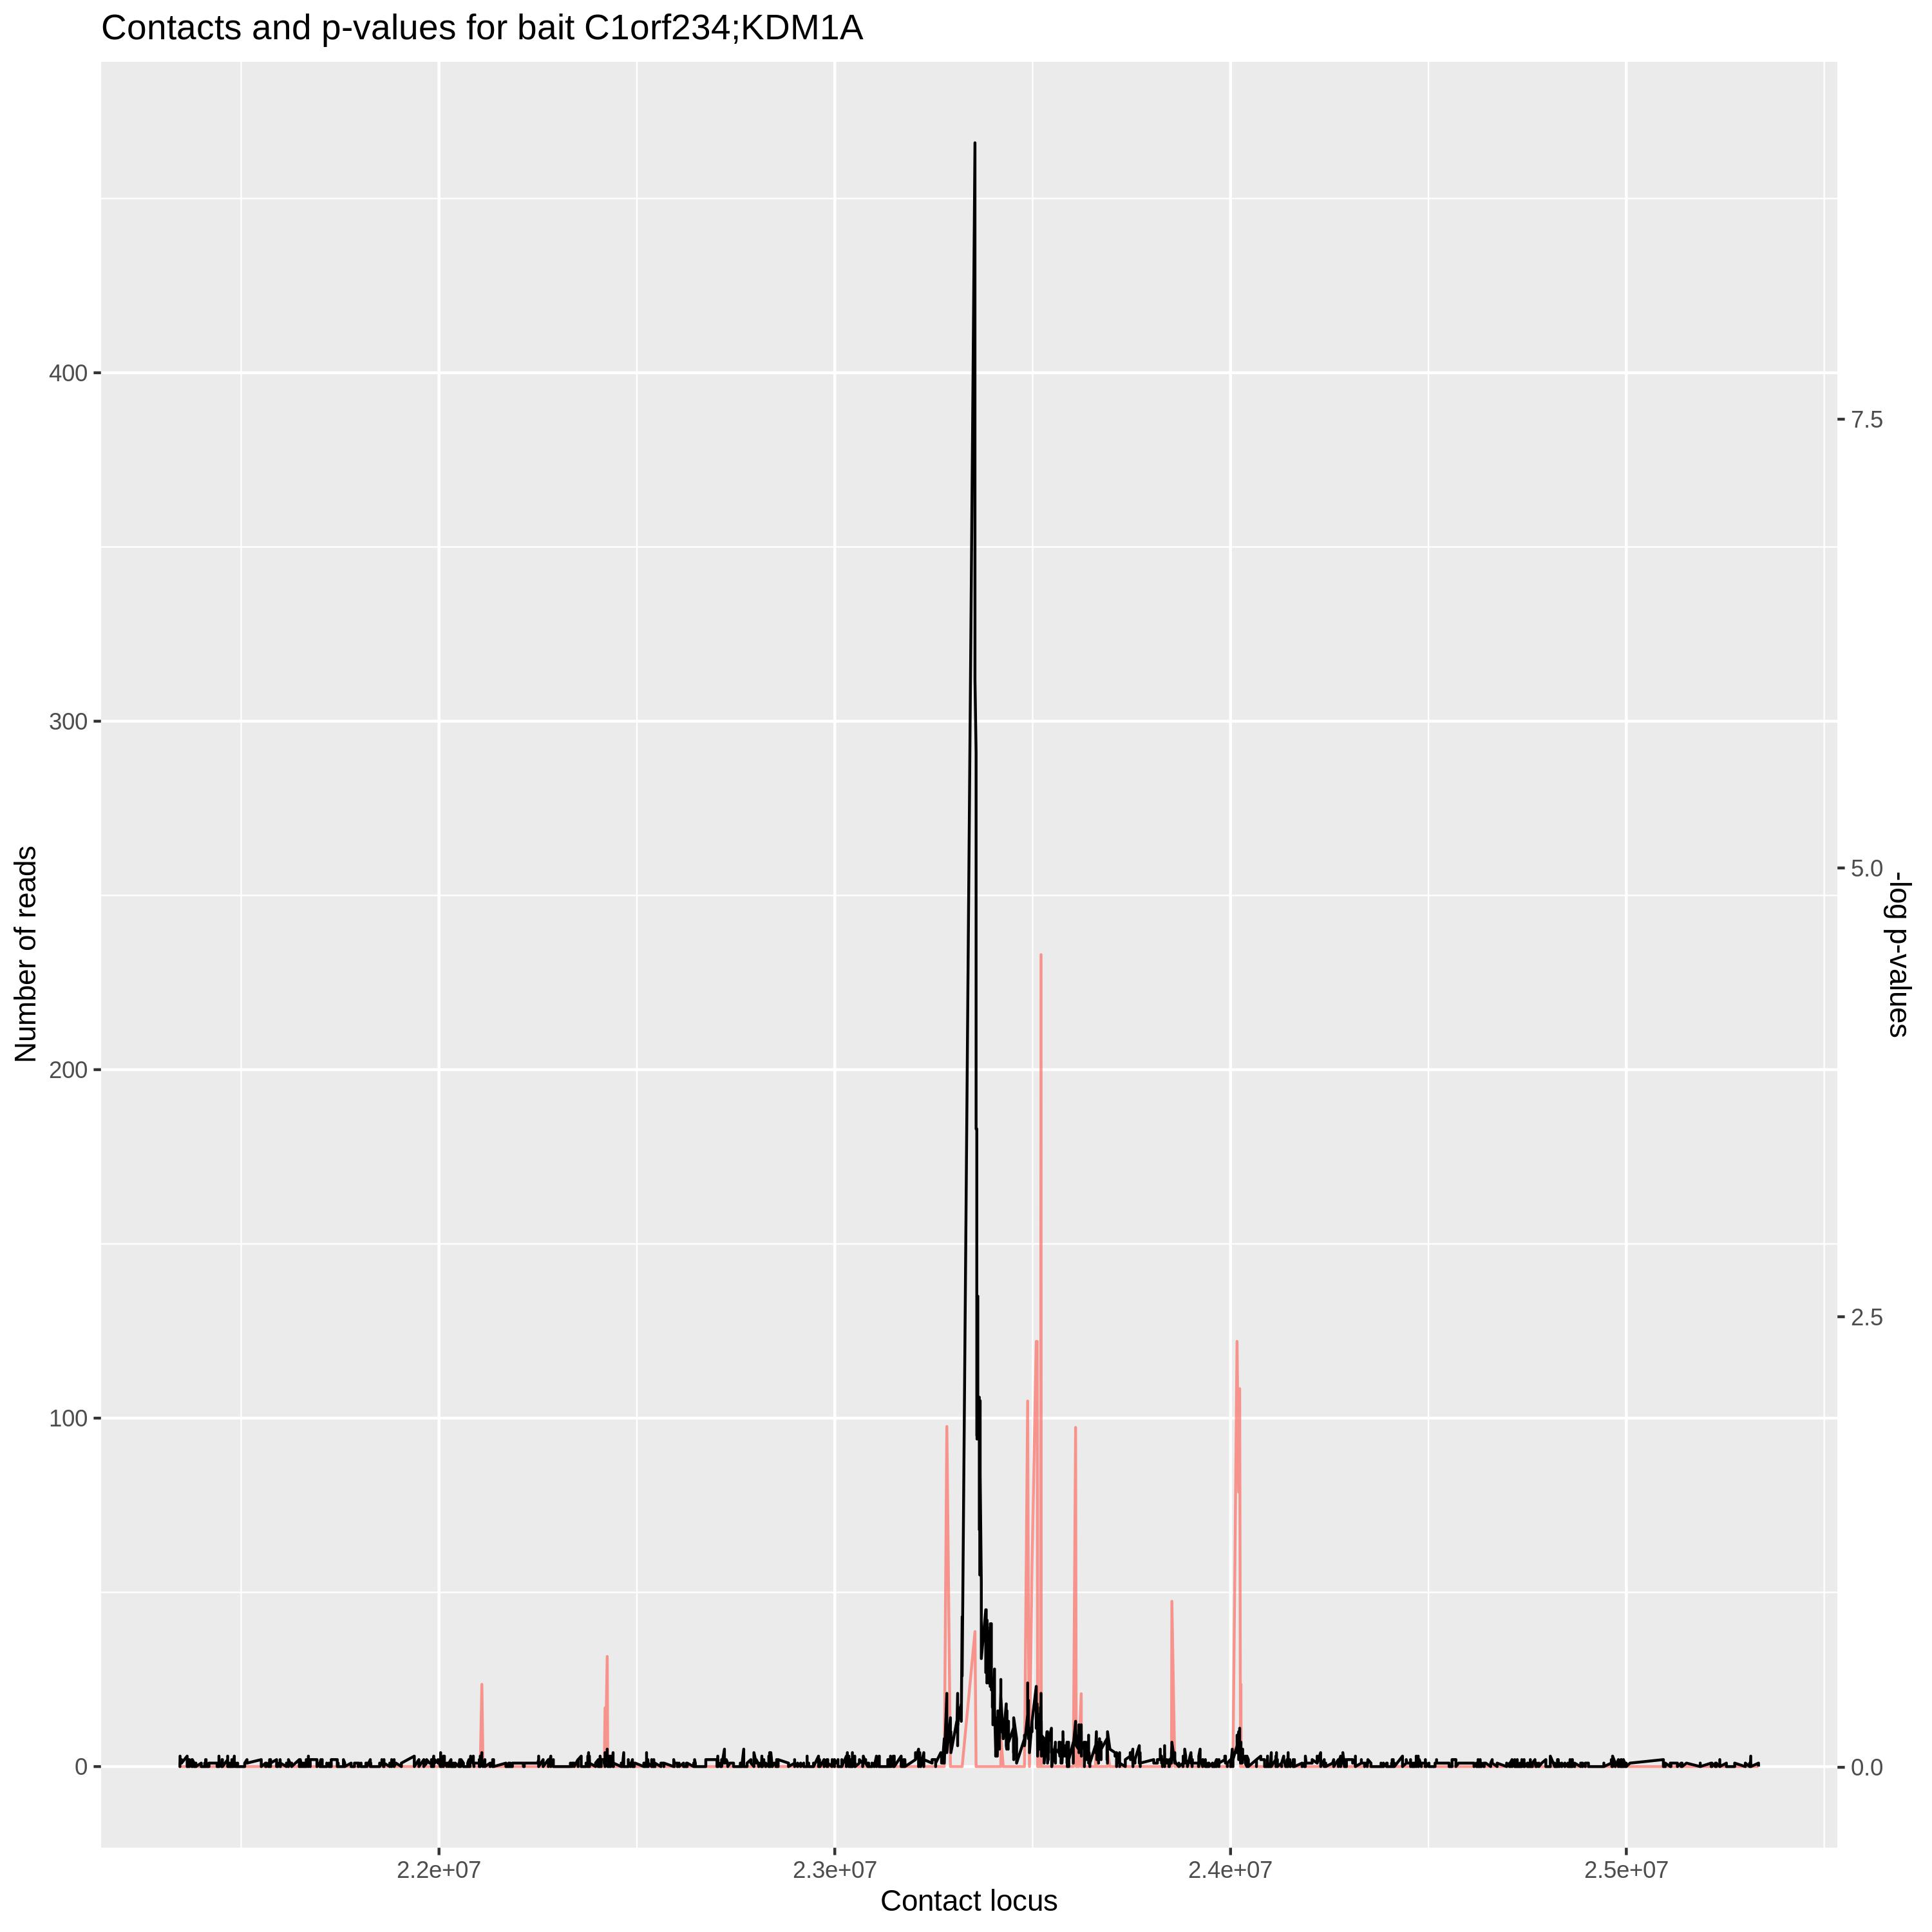 Contacts and p-values for bait C1orf234;KDM1A
400
300
200
100
0
Number of reads
7.5
5.0
2.5
0.0
-log p-values
2.2e+07
2.3e+07
2.4e+07
2.5e+07
Contact locus